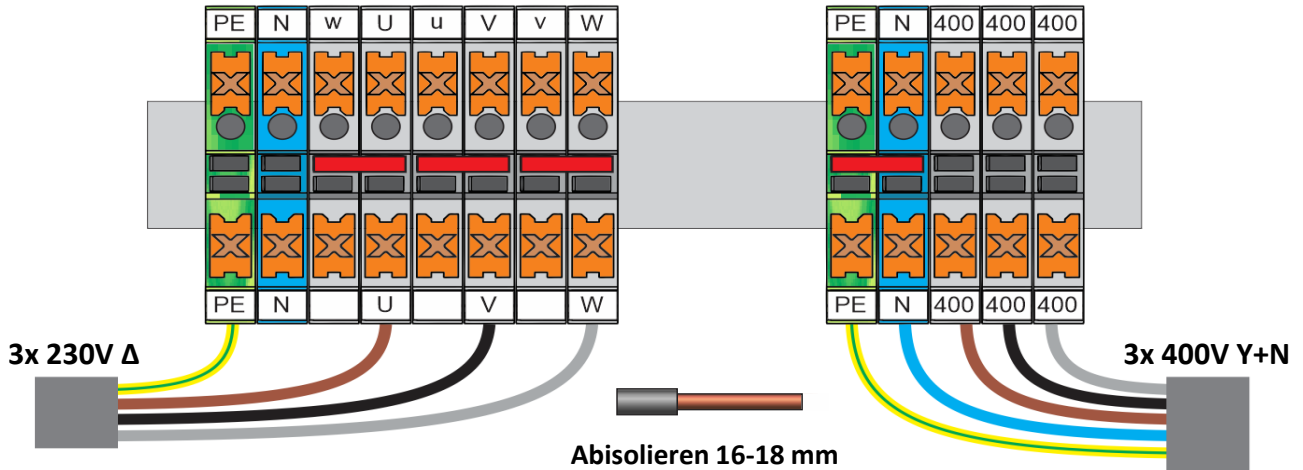 PE N w U u V v W
PE N 400 400 400
PE N U V W
PE N 400 400 400
3x 230V Δ
3x 400V Y+N
Abisolieren 16-18 mm